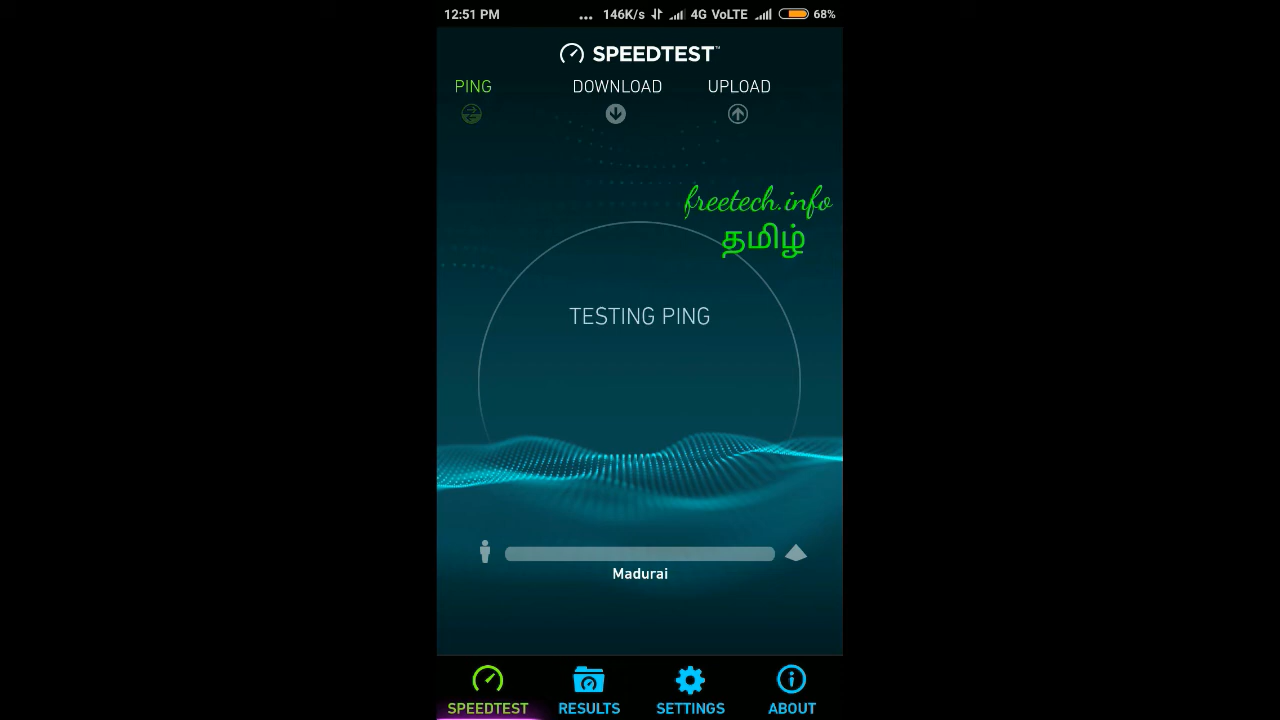 12:51 PM ... 146K/s 4G VoLTE 68%
SPEEDTEST™
PING DOWNLOAD UPLOAD
freetech.info
தமிழ்
TESTING PING
Madurai
SPEEDTEST RESULTS SETTINGS ABOUT